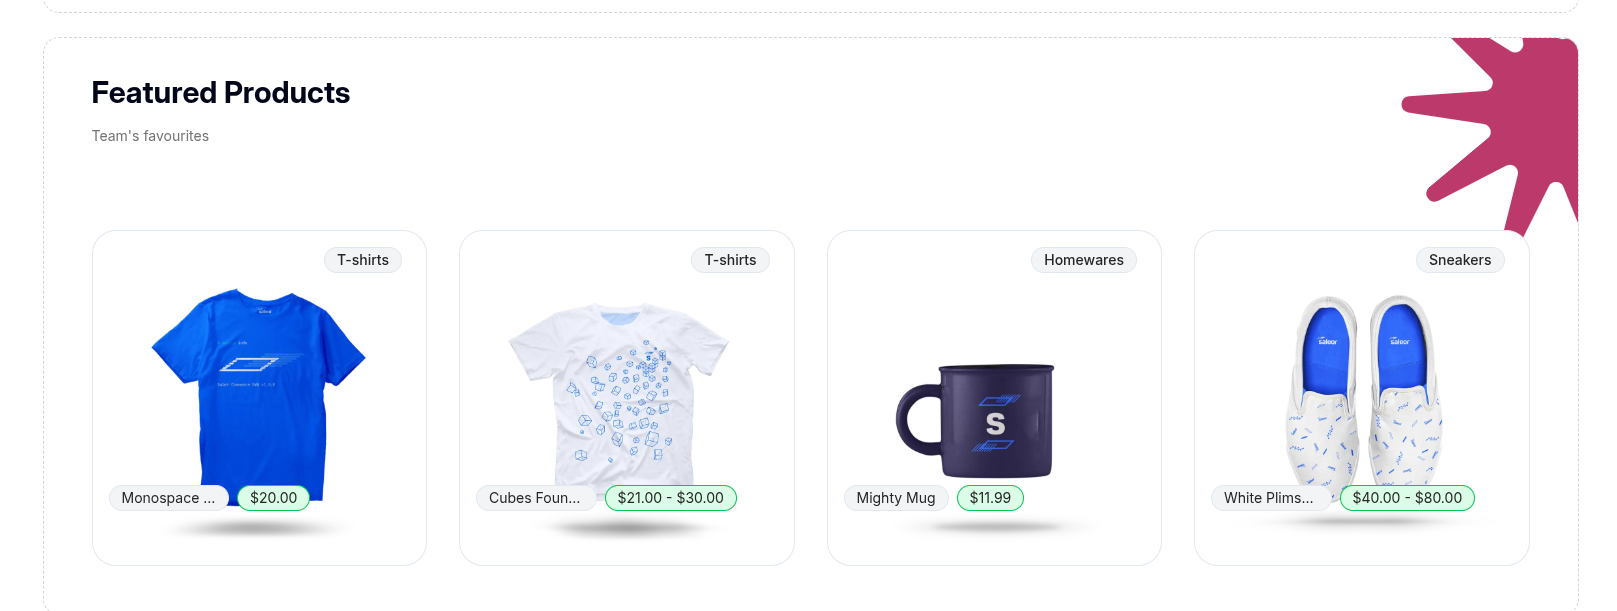 Featured Products
Team's favourites
T-shirts
Monospace ...
$20.00
T-shirts
S
Cubes Foun...
$21.00 - $30.00
Homewares
S
Mighty Mug
$11.99
Sneakers
saleor
saleor
White Plims...
$40.00 - $80.00